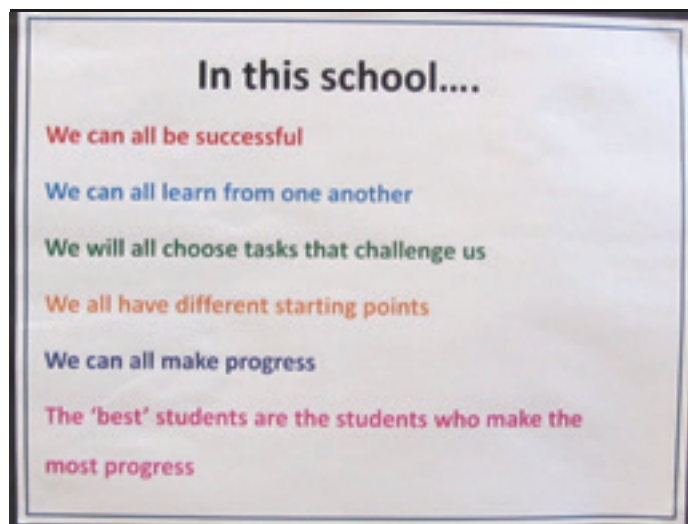 In this school....
We can all be successful
We can all learn from one another
We will all choose tasks that challenge us
We all have different starting points
We can all make progress
The ‘best’ students are the students who make the
most progress